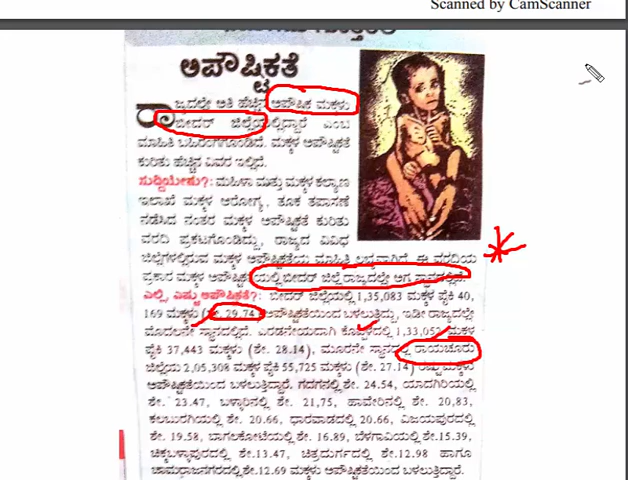 Scanned by CamScanner
ಅಪೌಷ್ಟಿಕತೆ
ರಾಜ್ಯದಲ್ಲೇ ಅತಿ ಹೆಚ್ಚಿನ ಅಪೌಷ್ಟಿಕ ಮಕ್ಕಳು
ಬೀದರ್ ಜಿಲ್ಲೆಯಲ್ಲಿದ್ದಾರೆ ಎಂಬ
ಮಾಹಿತಿ ಬಹಿರಂಗಗೊಂಡಿದೆ. ಮಕ್ಕಳ ಅಪೌಷ್ಟಿಕತೆ
ಕುರಿತು ಹೆಚ್ಚಿನ ವಿವರ ಇಲ್ಲಿದೆ.
ಸುದ್ದಿಯೇನು?: ಮಹಿಳಾ ಮತ್ತು ಮಕ್ಕಳ ಕಲ್ಯಾಣ
ಇಲಾಖೆ ಮಕ್ಕಳ ಆರೋಗ್ಯ, ತೂಕ ತಪಾಸಣೆ
ನಡೆಸಿದ ನಂತರ ಮಕ್ಕಳ ಅಪೌಷ್ಟಿಕತೆ ಕುರಿತು
ವರದಿ ಪ್ರಕಟಗೊಂಡಿದ್ದು, ರಾಜ್ಯದ ವಿವಿಧ
ಜಿಲ್ಲೆಗಳಲ್ಲಿರುವ ಮಕ್ಕಳ ಅಪೌಷ್ಟಿಕತೆಯ ಮಾಹಿತಿ ಲಭ್ಯವಾಗಿದೆ. ಈ ವರದಿಯ
ಪ್ರಕಾರ ಮಕ್ಕಳ ಅಪೌಷ್ಟಿಕತೆಯಲ್ಲಿ ಬೀದರ್ ಜಿಲ್ಲೆ ರಾಜ್ಯದಲ್ಲೇ ಅಗ್ರ ಸ್ಥಾನದಲ್ಲಿದೆ.
ಎಲ್ಲಿ, ಎಷ್ಟು ಅಪೌಷ್ಟಿಕತೆ?: ಬೀದರ್ ಜಿಲ್ಲೆಯಲ್ಲಿ 1,35,083 ಮಕ್ಕಳ ಪೈಕಿ 40,
169 ಮಕ್ಕಳು (ಶೇ. 29.74) ಅಪೌಷ್ಟಿಕತೆಯಿಂದ ಬಳಲುತ್ತಿದ್ದು, ಇಡೀ ರಾಜ್ಯದಲ್ಲೇ
ಮೊದಲನೇ ಸ್ಥಾನದಲ್ಲಿದೆ. ಎರಡನೆಯದಾಗಿ ಕೊಪ್ಪಳದಲ್ಲಿ 1,33,052 ಮಕ್ಕಳ
ಪೈಕಿ 37,443 ಮಕ್ಕಳು (ಶೇ. 28.14), ಮೂರನೇ ಸ್ಥಾನದಲ್ಲಿ ರಾಯಚೂರು
ಜಿಲ್ಲೆಯ 2,05,308 ಮಕ್ಕಳ ಪೈಕಿ 55,725 ಮಕ್ಕಳು (ಶೇ. 27.14) ಮಕ್ಕಳು
ಅಪೌಷ್ಟಿಕತೆಯಿಂದ ಬಳಲುತ್ತಿದ್ದಾರೆ. ಗದಗನಲ್ಲಿ ಶೇ. 24.54, ಯಾದಗಿರಿಯಲ್ಲಿ
ಶೇ. 23.47, ಬಳ್ಳಾರಿನಲ್ಲಿ ಶೇ. 21,75, ಹಾವೇರಿನಲ್ಲಿ ಶೇ. 20,83,
ಕಲಬುರಗಿಯಲ್ಲಿ ಶೇ. 20.66, ಧಾರವಾಡದಲ್ಲಿ 20.66, ವಿಜಯಪುರದಲ್ಲಿ
ಶೇ. 19.58, ಬಾಗಲಕೋಟೆಯಲ್ಲಿ ಶೇ. 16.89, ಬೆಳಗಾವಿಯಲ್ಲಿ ಶೇ.15.39,
ಚಿಕ್ಕಬಳ್ಳಾಪುರದಲ್ಲಿ ಶೇ.13.47, ಚಿತ್ರದುರ್ಗದಲ್ಲಿ ಶೇ.12.98 ಹಾಗೂ
ಚಾಮರಾಜನಗರದಲ್ಲಿ ಶೇ.12.69 ಮಕ್ಕಳು ಅಪೌಷ್ಟಿಕತೆಯಿಂದ ಬಳಲುತ್ತಿದ್ದಾರೆ.